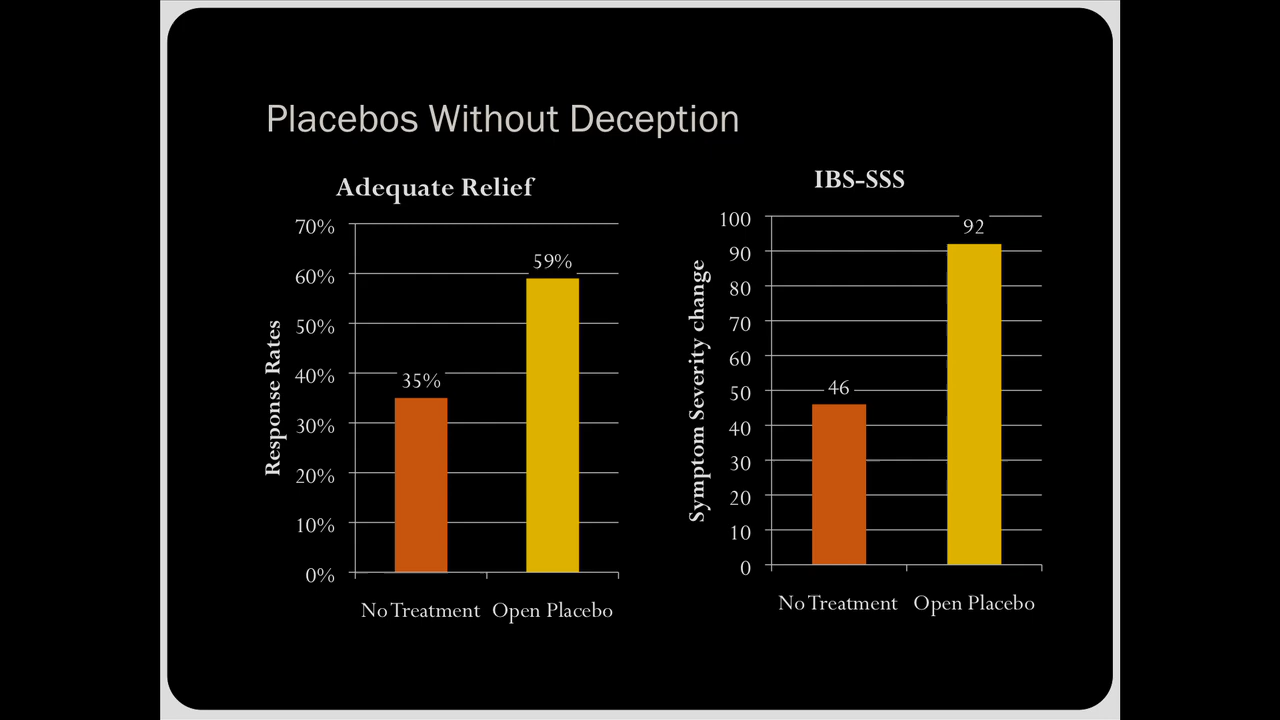 Placebos Without Deception
Adequate Relief
Response Rates
70%
60%
50%
40%
30%
20%
10%
0%
35%
59%
No Treatment
Open Placebo
IBS-SSS
Symptom Severity change
100
90
80
70
60
50
40
30
20
10
0
46
92
No Treatment
Open Placebo